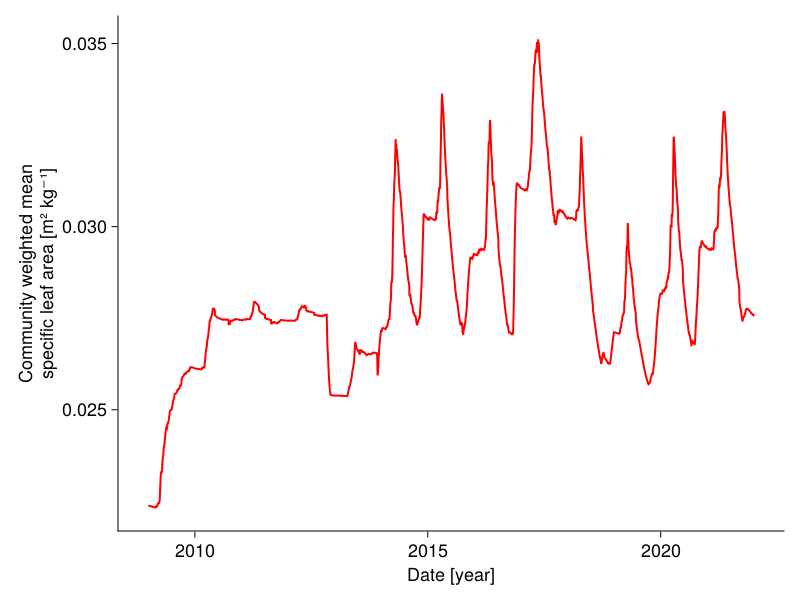 0.035
0.030
0.025
Community weighted mean
specific leaf area [m² kg⁻¹]
2010 2015 2020
Date [year]